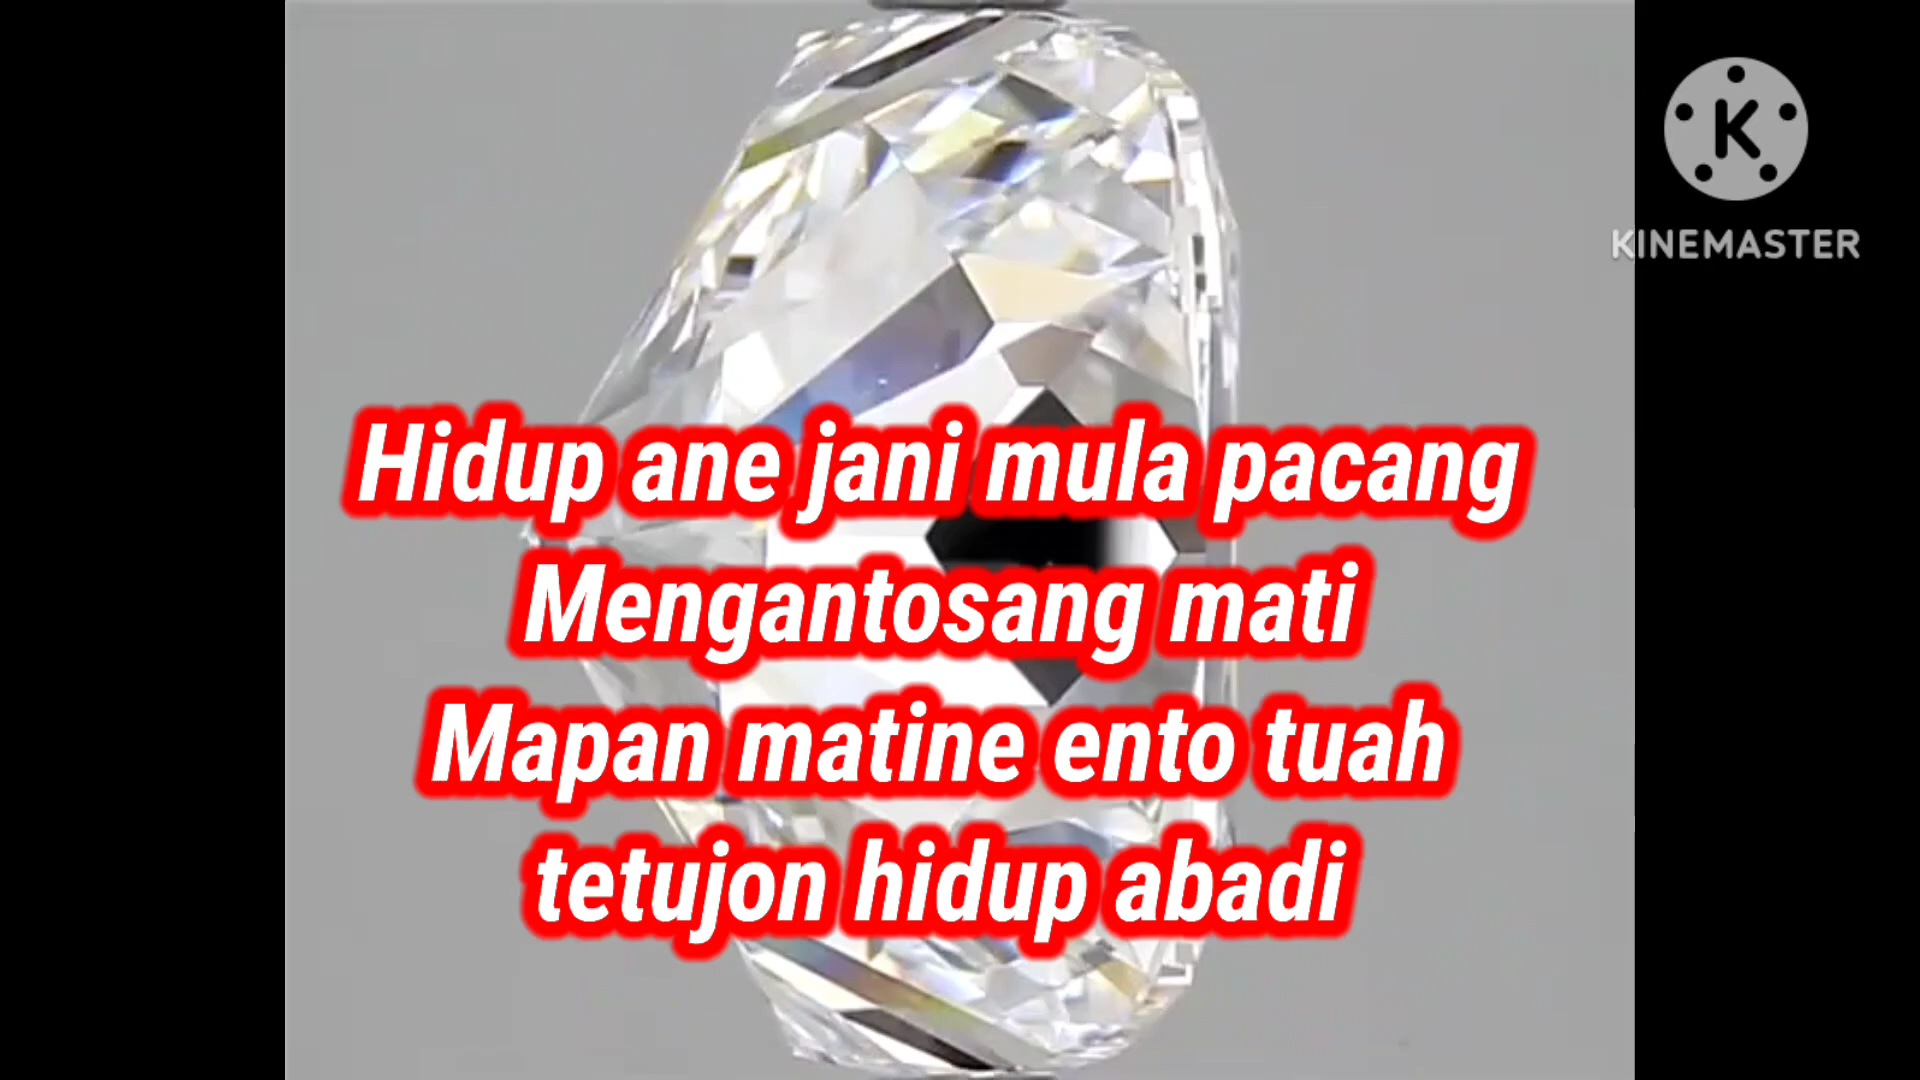 K
KINEMASTER
Hidup ane jani mula pacang
Mengantosang mati
Mapan matine ento tuah
tetujon hidup abadi